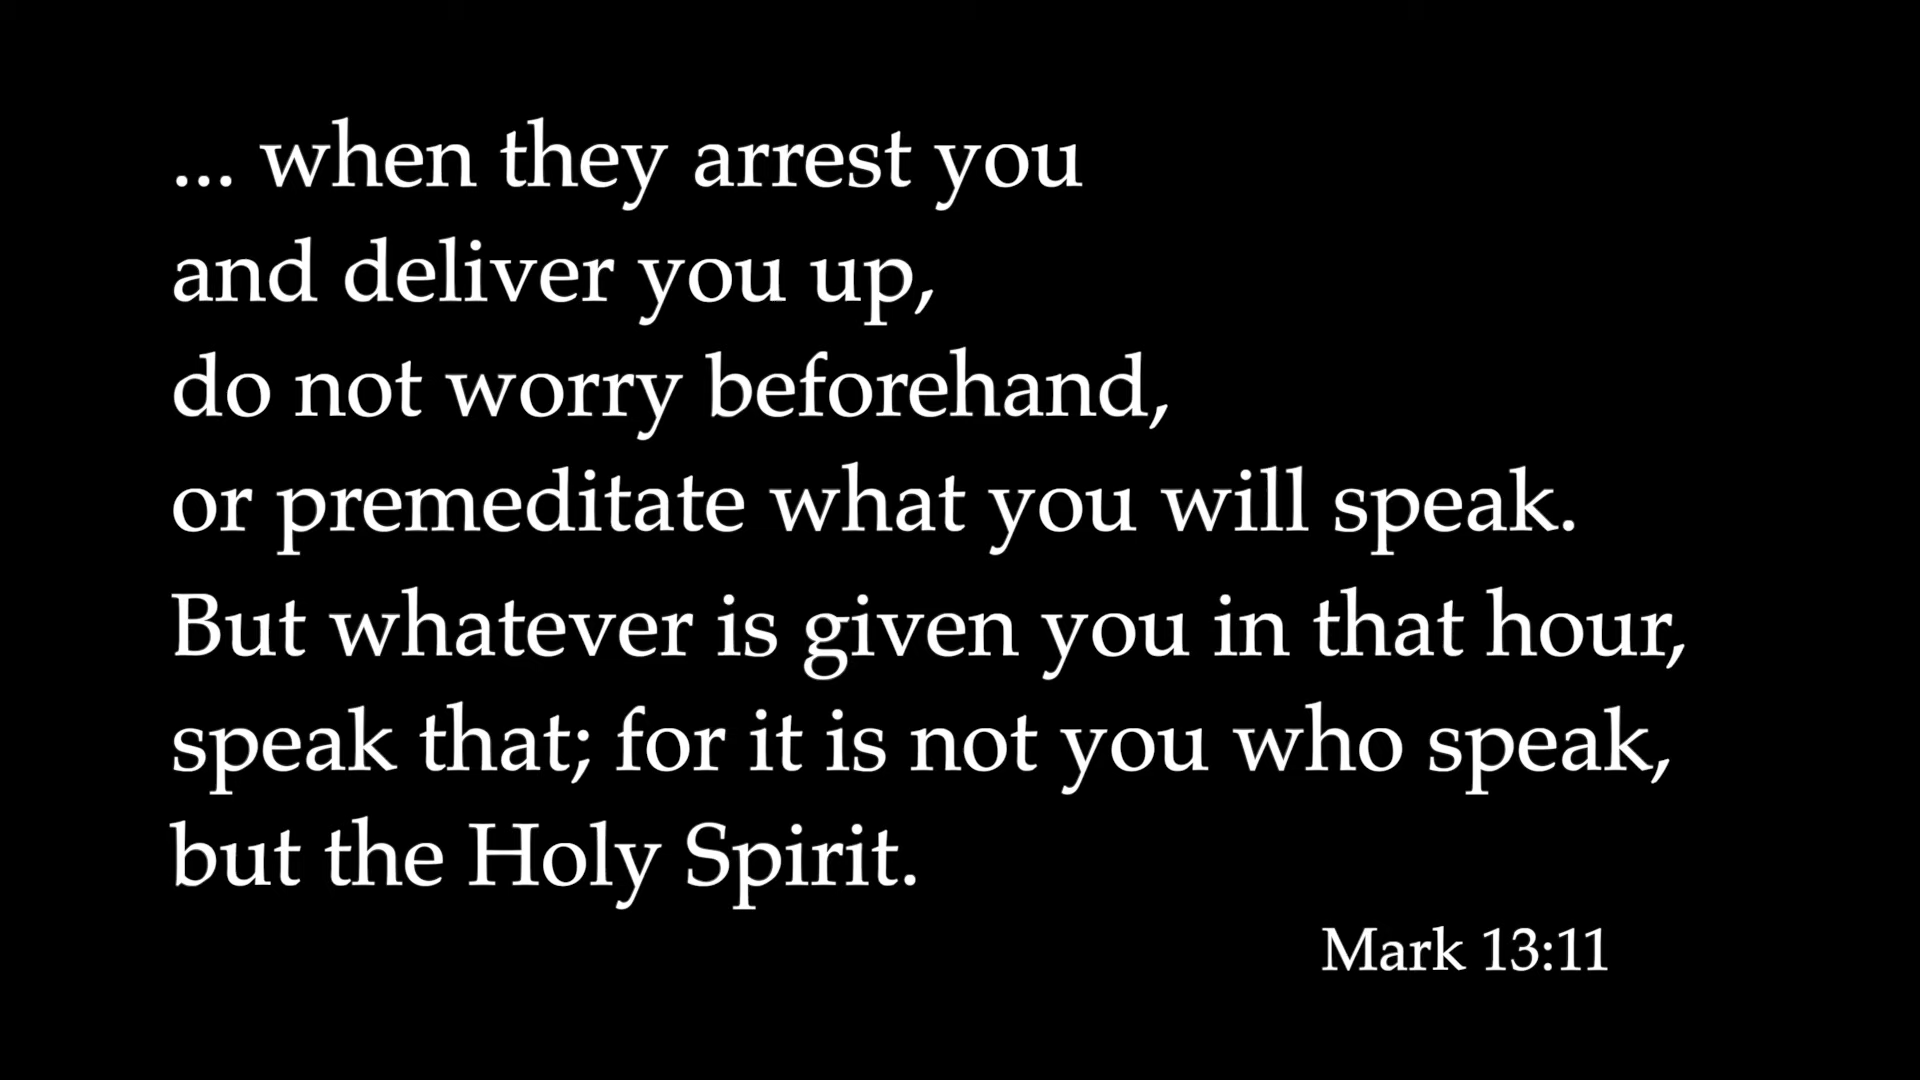 ... when they arrest you
and deliver you up,
do not worry beforehand,
or premeditate what you will speak.
But whatever is given you in that hour,
speak that; for it is not you who speak,
but the Holy Spirit.
Mark 13:11